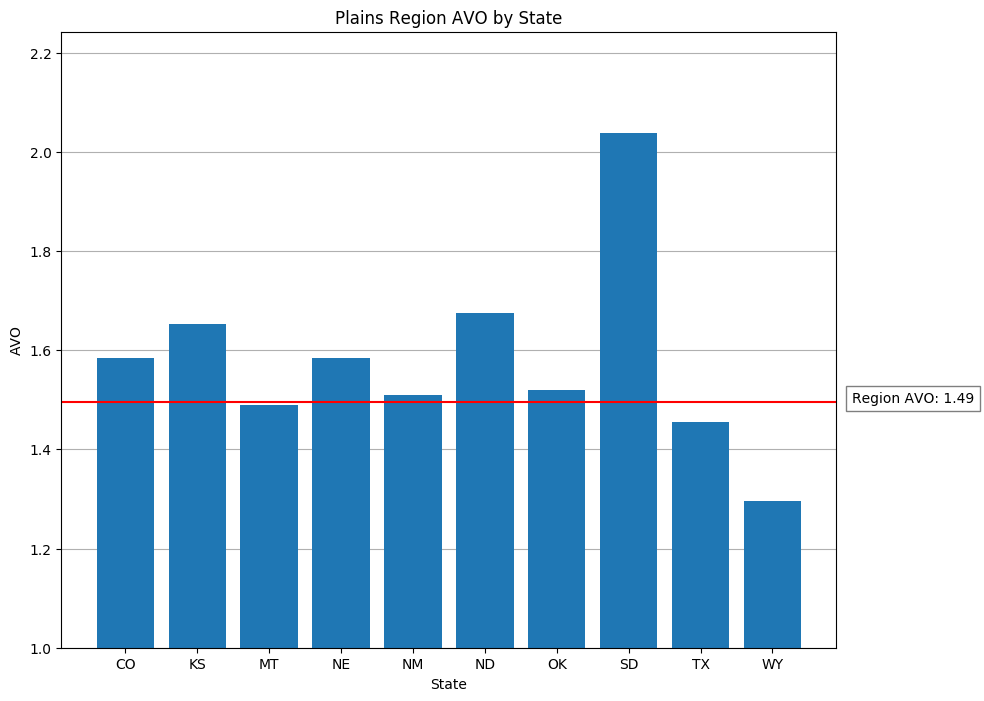 Plains Region AVO by State
2.2
2.0
1.8
1.6
1.4
1.2
1.0
AVO
Region AVO: 1.49
CO KS MT NE NM ND OK SD TX WY
State